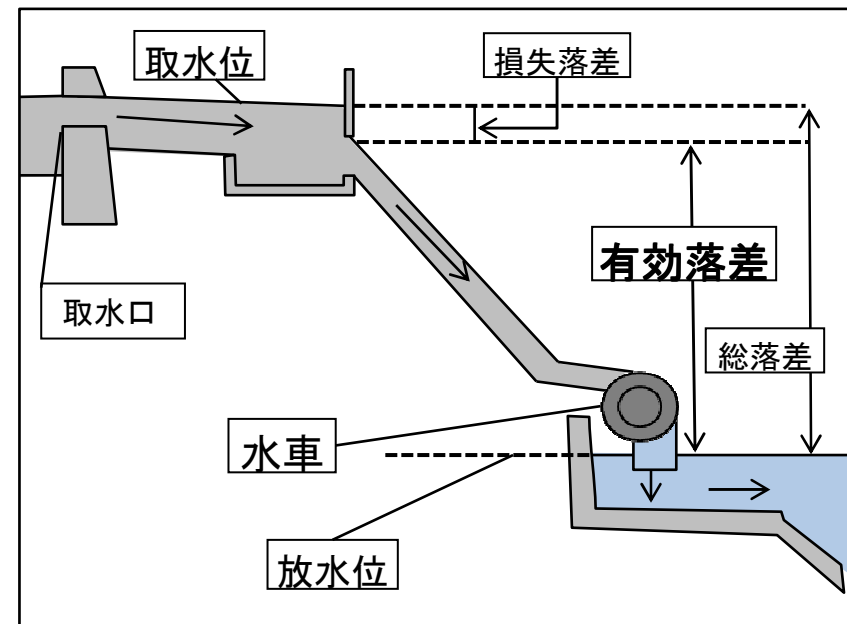 取水位
損失落差
有効落差
取水口
総落差
水車
放水位